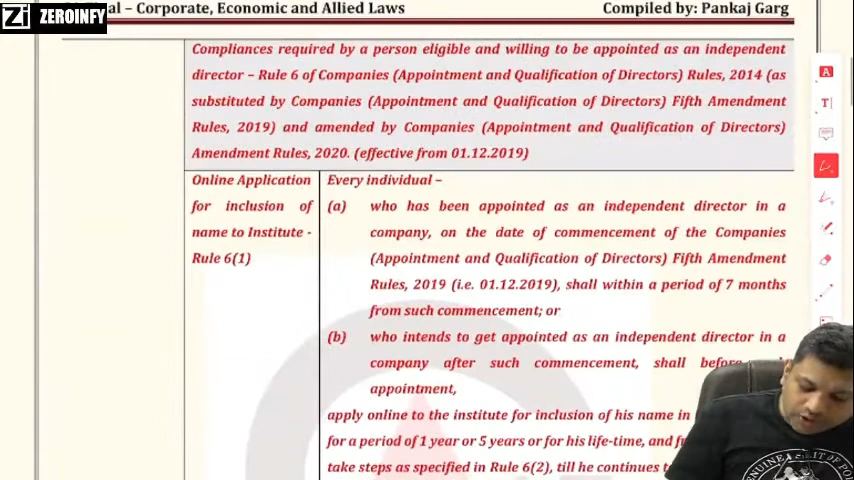 Zi ZEROINFY
al – Corporate, Economic and Allied Laws
Compiled by: Pankaj Garg
Compliances required by a person eligible and willing to be appointed as an independent
director – Rule 6 of Companies (Appointment and Qualification of Directors) Rules, 2014 (as
substituted by Companies (Appointment and Qualification of Directors) Fifth Amendment
Rules, 2019) and amended by Companies (Appointment and Qualification of Directors)
Amendment Rules, 2020. (effective from 01.12.2019)
Online Application
for inclusion of
name to Institute -
Rule 6(1)
Every individual –
(a) who has been appointed as an independent director in a
company, on the date of commencement of the Companies
(Appointment and Qualification of Directors) Fifth Amendment
Rules, 2019 (i.e. 01.12.2019), shall within a period of 7 months
from such commencement; or
(b) who intends to get appointed as an independent director in a
company after such commencement, shall before
appointment,
apply online to the institute for inclusion of his name in
for a period of 1 year or 5 years or for his life-time, and
take steps as specified in Rule 6(2), till he continues